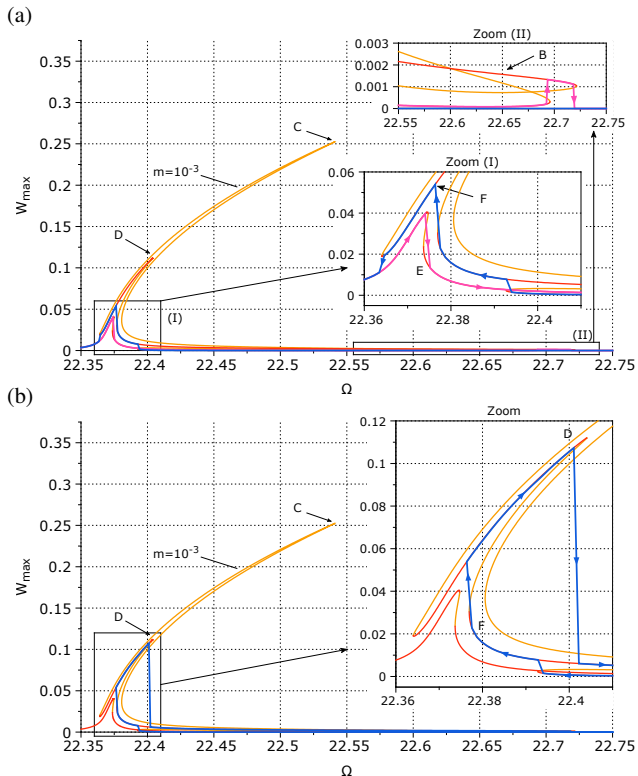 (a)
Zoom (II)
0.003
0.002
0.001
0
B
22.55 22.6 22.65 22.7 22.75
0.35
0.3
0.25
0.2
0.15
0.1
0.05
0
W_max
C
m=10^-3
D
Zoom (I)
0.06
0.04
0.02
0
F
E
22.36 22.38 22.4
(I)
(II)
22.35 22.4 22.45 22.5 22.55 22.6 22.65 22.7 22.75
Ω
(b)
Zoom
0.12
0.1
0.08
0.06
0.04
0.02
0
D
F
22.36 22.38 22.4
0.35
0.3
0.25
0.2
0.15
0.1
0.05
0
W_max
C
m=10^-3
D
22.35 22.4 22.45 22.5 22.55 22.6 22.65 22.7 22.75
Ω